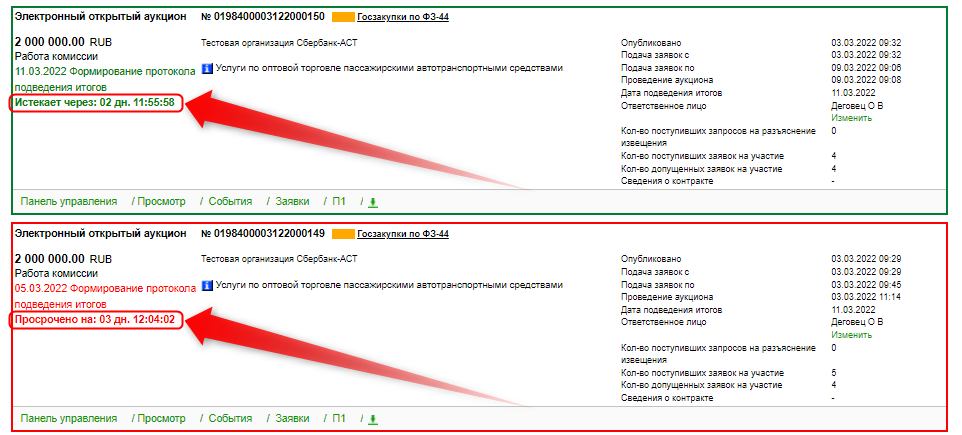 Электронный открытый аукцион № 0198400003122000150 Госзакупки по ФЗ-44
2 000 000.00 RUB Тестовая организация Сбербанк-АСТ Опубликовано 03.03.2022 09:32
Работа комиссии Подача заявок с 03.03.2022 09:32
11.03.2022 Формирование протокола Услуги по оптовой торговле пассажирскими автотранспортными средствами Подача заявок по 09.03.2022 09:06
подведения итогов Проведение аукциона 09.03.2022 09:08
Истекает через: 02 дн. 11:55:58 Дата подведения итогов 11.03.2022
Ответственное лицо Деговец О В
Изменить
Кол-во поступивших запросов на разъяснение 0
извещения
Кол-во поступивших заявок на участие 4
Кол-во допущенных заявок на участие 4
Сведения о контракте -
Панель управления / Просмотр / События / Заявки / П1 /
Электронный открытый аукцион № 0198400003122000149 Госзакупки по ФЗ-44
2 000 000.00 RUB Тестовая организация Сбербанк-АСТ Опубликовано 03.03.2022 09:29
Работа комиссии Подача заявок с 03.03.2022 09:29
05.03.2022 Формирование протокола Услуги по оптовой торговле пассажирскими автотранспортными средствами Подача заявок по 03.03.2022 09:45
подведения итогов Проведение аукциона 03.03.2022 11:14
Просрочено на: 03 дн. 12:04:02 Дата подведения итогов 11.03.2022
Ответственное лицо Деговец О В
Изменить
Кол-во поступивших запросов на разъяснение 0
извещения
Кол-во поступивших заявок на участие 5
Кол-во допущенных заявок на участие 4
Сведения о контракте -
Панель управления / Просмотр / События / Заявки / П1 /